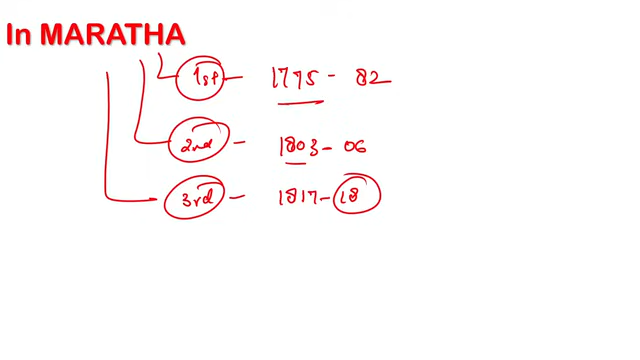 In MARATHA
1st - 1775 - 82
2nd - 1803 - 06
3rd - 1817 - 18